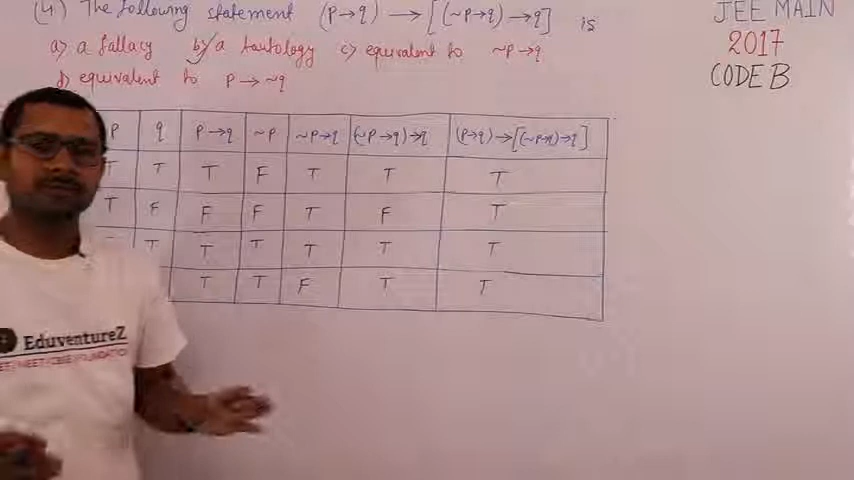 (4) The following statement (p→q) → [(~p→q)→q] is
a) a fallacy b) a tautology c) equivalent to ~p→q
d) equivalent to p→~q
JEE MAIN
2017
CODE B
p q p→q ~p ~p→q (~p→q)→q (p→q)→[(~p→q)→q]
T T T F T T T
T F F F T F T
T T T T T T
T T F T T
EduventureZ